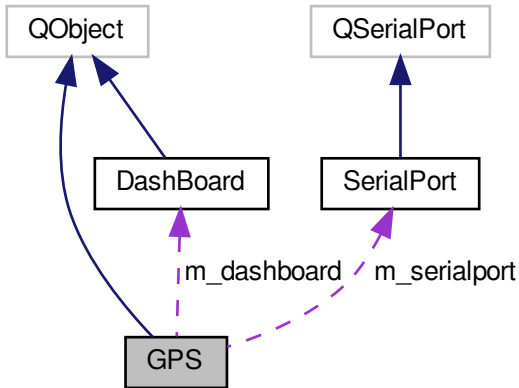 QObject
QSerialPort
DashBoard
SerialPort
m_dashboard
m_serialport
GPS